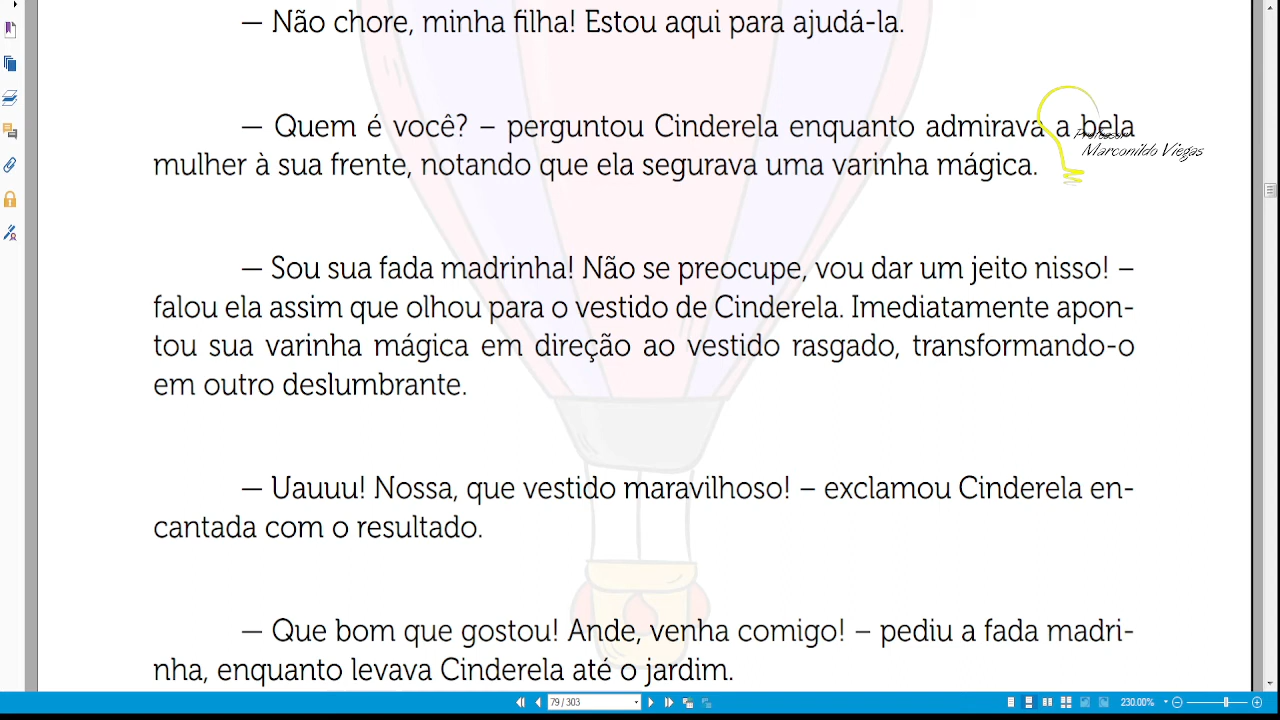 — Não chore, minha filha! Estou aqui para ajudá-la.
— Quem é você? – perguntou Cinderela enquanto admirava a bela
mulher à sua frente, notando que ela segurava uma varinha mágica.
Professor
Marconildo Viegas
— Sou sua fada madrinha! Não se preocupe, vou dar um jeito nisso! –
falou ela assim que olhou para o vestido de Cinderela. Imediatamente apon-
tou sua varinha mágica em direção ao vestido rasgado, transformando-o
em outro deslumbrante.
— Uauuu! Nossa, que vestido maravilhoso! – exclamou Cinderela en-
cantada com o resultado.
— Que bom que gostou! Ande, venha comigo! – pediu a fada madri-
nha, enquanto levava Cinderela até o jardim.
79 / 303
230.00%